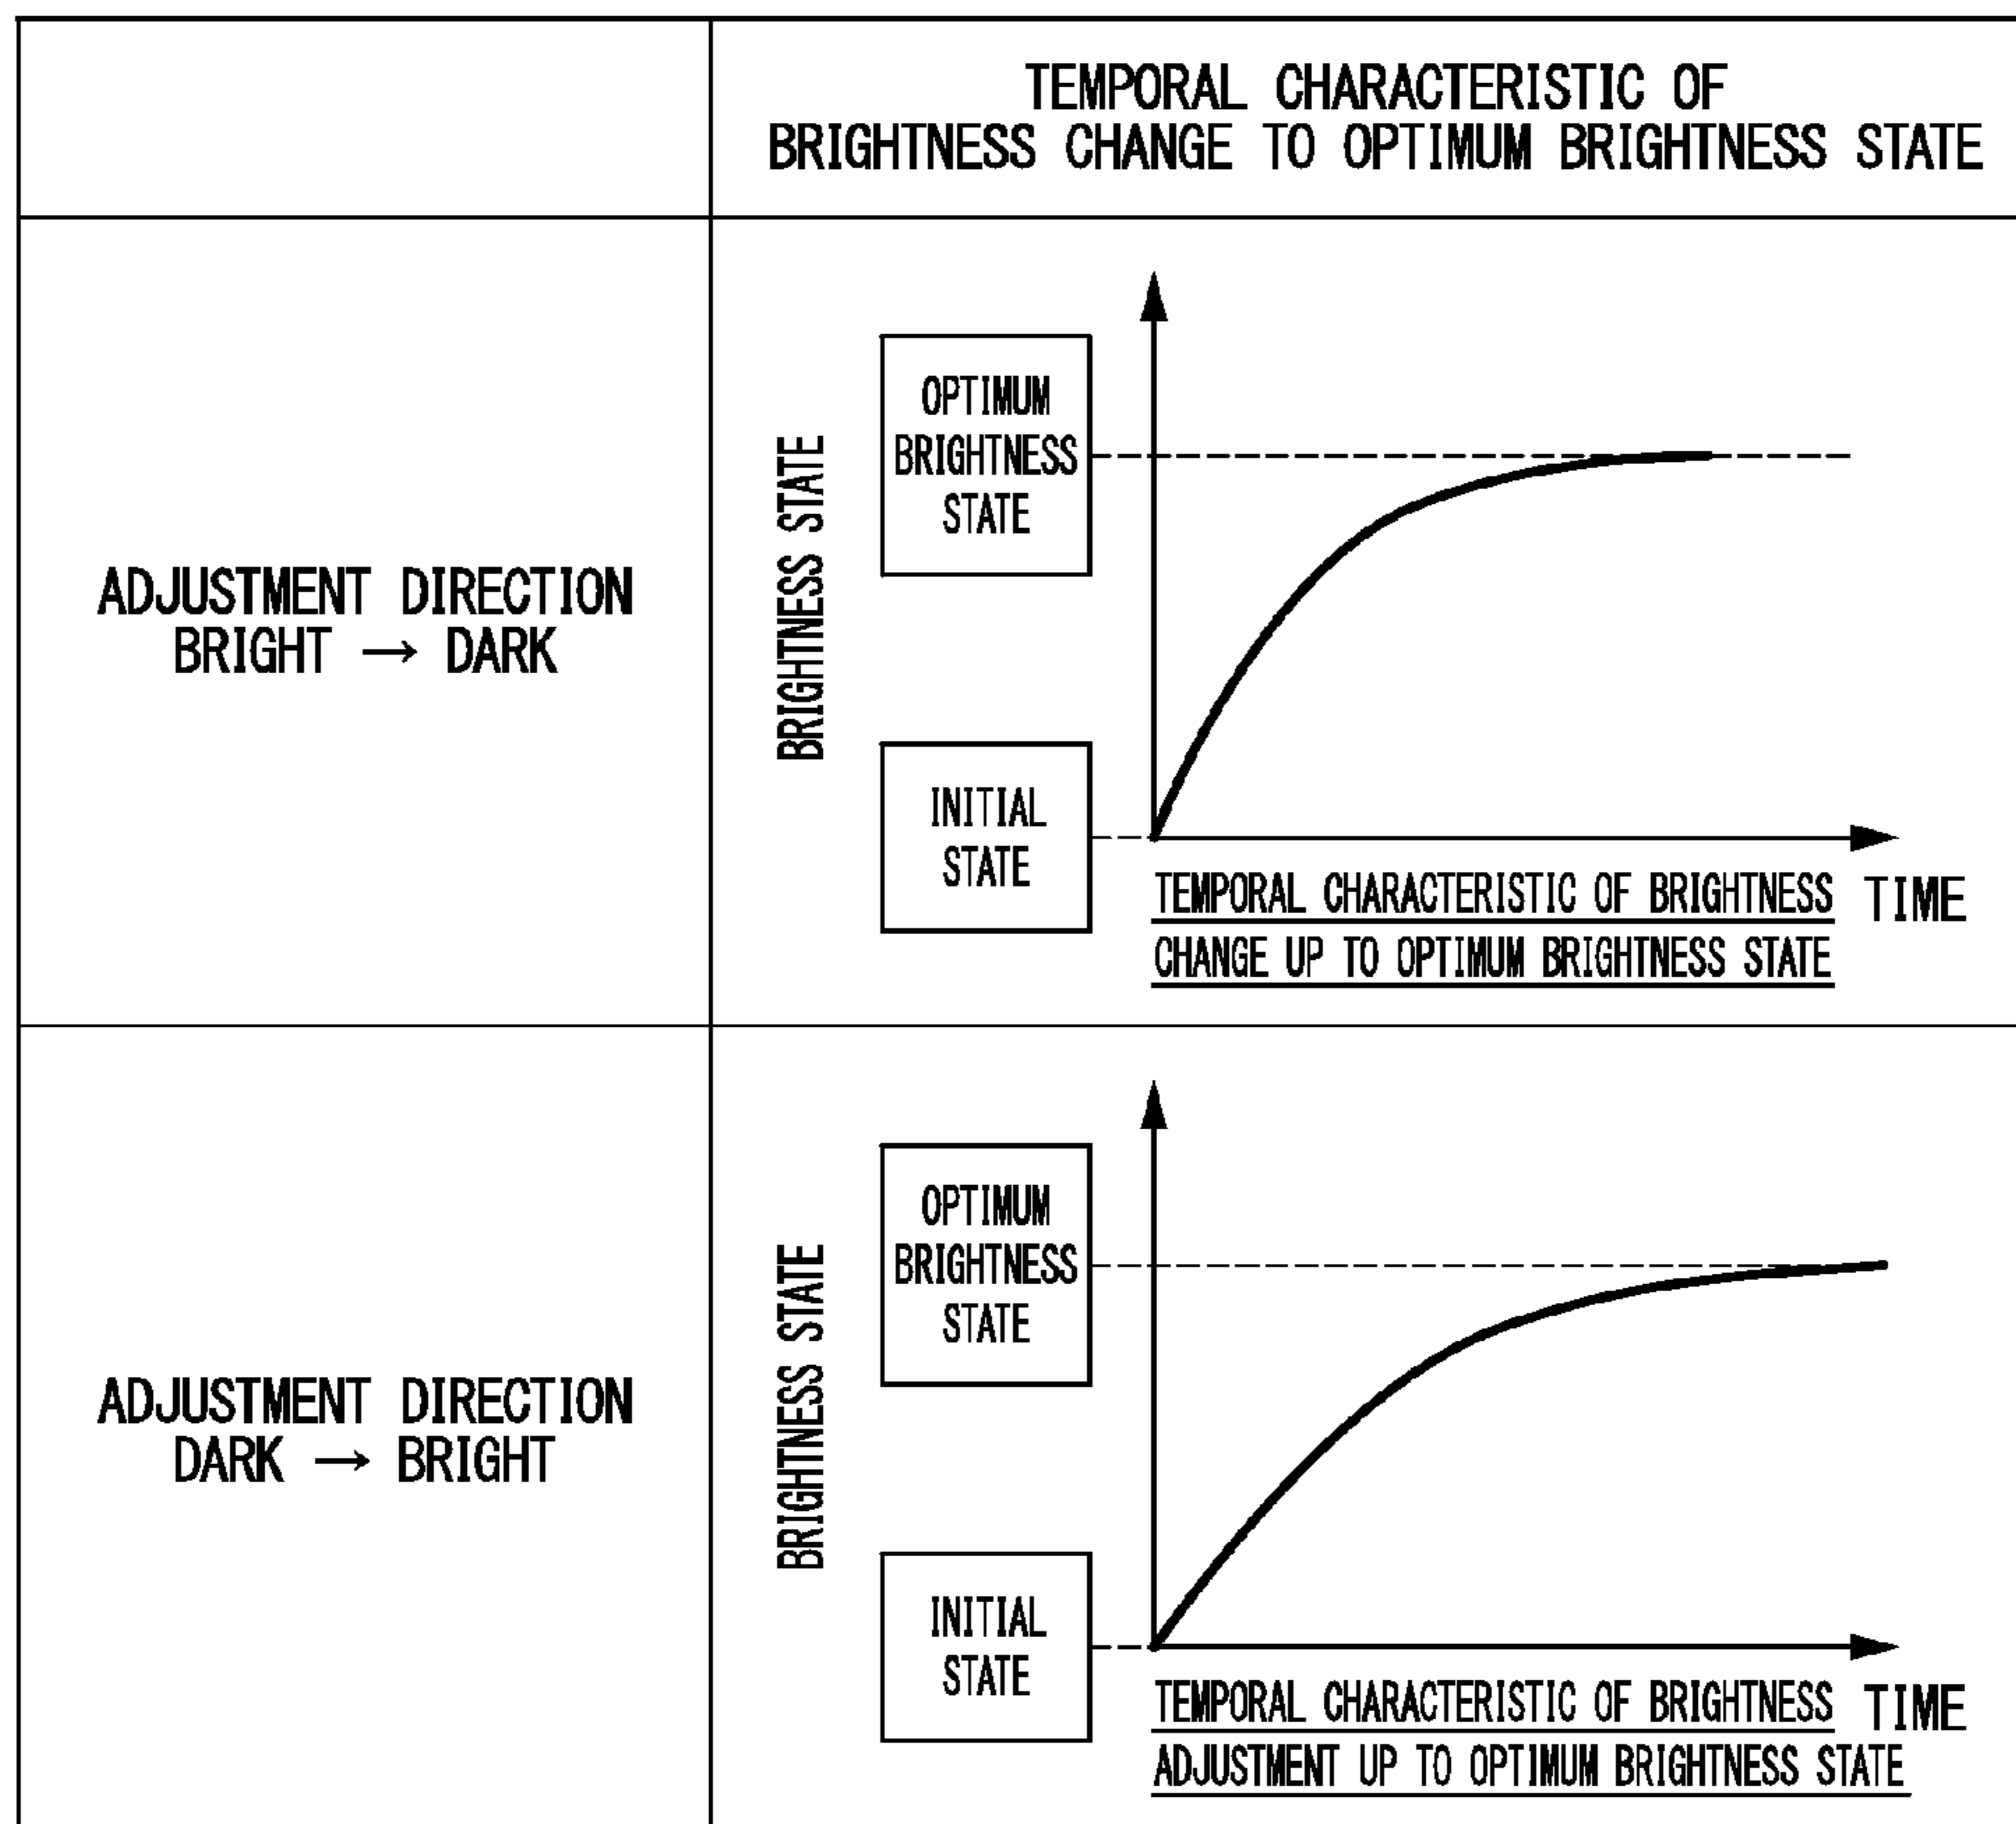 TEMPORAL CHARACTERISTIC OF
BRIGHTNESS CHANGE TO OPTIMUM BRIGHTNESS STATE
ADJUSTMENT DIRECTION
BRIGHT → DARK
BRIGHTNESS STATE
OPTIMUM
BRIGHTNESS
STATE
INITIAL
STATE
TEMPORAL CHARACTERISTIC OF BRIGHTNESS
CHANGE UP TO OPTIMUM BRIGHTNESS STATE
TIME
ADJUSTMENT DIRECTION
DARK → BRIGHT
BRIGHTNESS STATE
OPTIMUM
BRIGHTNESS
STATE
INITIAL
STATE
TEMPORAL CHARACTERISTIC OF BRIGHTNESS
ADJUSTMENT UP TO OPTIMUM BRIGHTNESS STATE
TIME